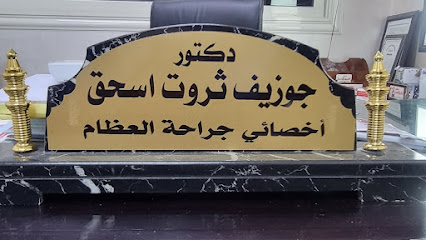 دكتور
جوزيف ثروت اسحق
أخصائي جراحة العظام